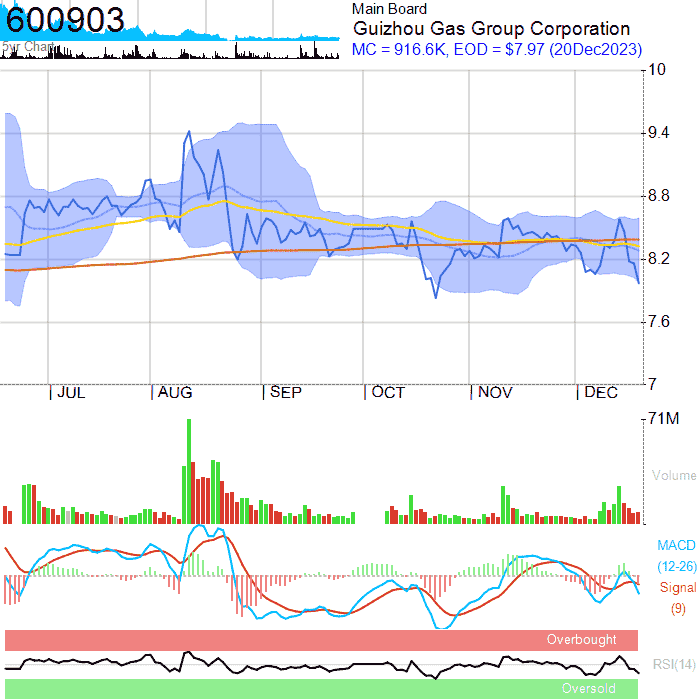 600903
5yr Chart
Main Board
Guizhou Gas Group Corporation
MC = 916.6K, EOD = $7.97 (20Dec2023)
10
9.4
8.8
8.2
7.6
7
JUL AUG SEP OCT NOV DEC
71M
Volume
MACD
(12-26)
Signal
(9)
Overbought
RSI(14)
Oversold